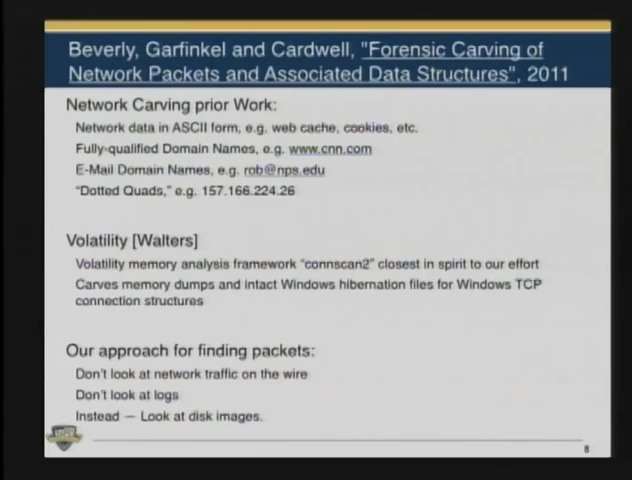 Beverly, Garfinkel and Cardwell, "Forensic Carving of
Network Packets and Associated Data Structures", 2011
Network Carving prior Work:
Network data in ASCII form, e.g. web cache, cookies, etc.
Fully-qualified Domain Names, e.g. www.cnn.com
E-Mail Domain Names, e.g. rob@nps.edu
"Dotted Quads," e.g. 157.166.224.26
Volatility [Walters]
Volatility memory analysis framework "connscan2" closest in spirit to our effort
Carves memory dumps and intact Windows hibernation files for Windows TCP
connection structures
Our approach for finding packets:
Don't look at network traffic on the wire
Don't look at logs
Instead — Look at disk images.
8